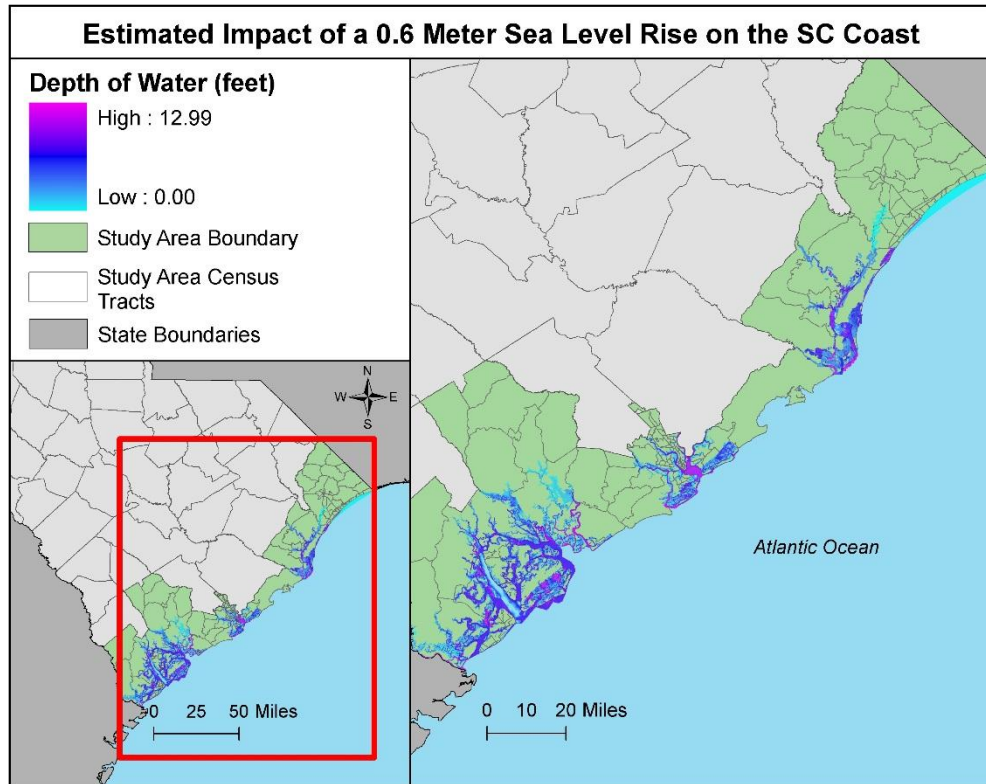 Estimated Impact of a 0.6 Meter Sea Level Rise on the SC Coast
Depth of Water (feet)
High : 12.99
Low : 0.00
Study Area Boundary
Study Area Census
Tracts
State Boundaries
N
W E
S
0 25 50 Miles
Atlantic Ocean
0 10 20 Miles